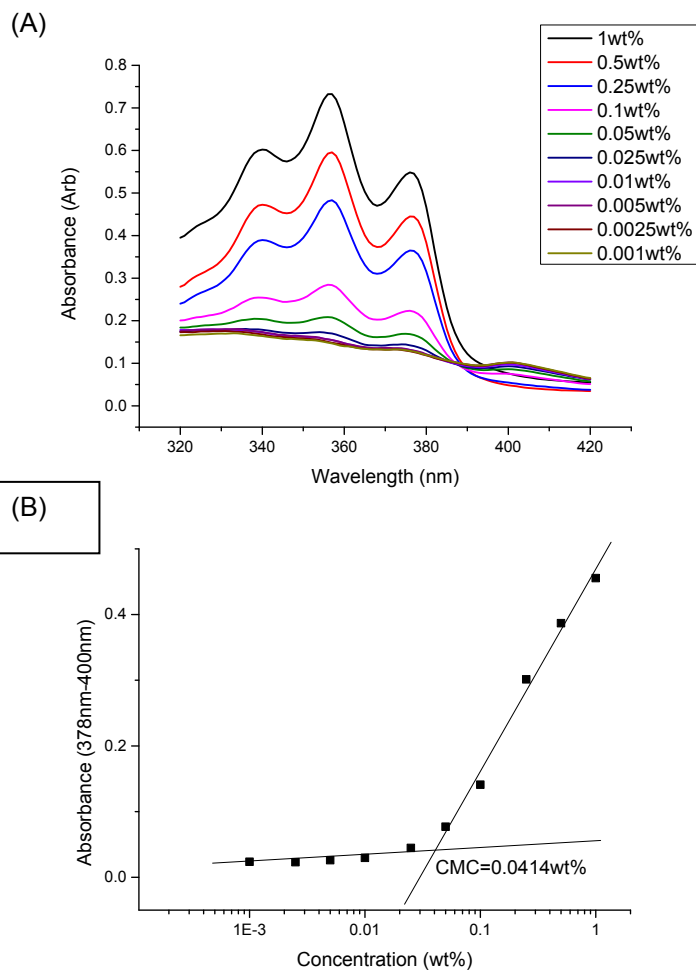 (A)
1wt%
0.5wt%
0.25wt%
0.1wt%
0.05wt%
0.025wt%
0.01wt%
0.005wt%
0.0025wt%
0.001wt%
0.8
0.7
0.6
0.5
0.4
0.3
0.2
0.1
0.0
Absorbance (Arb)
320 340 360 380 400 420
Wavelength (nm)
(B)
0.4
0.2
0.0
Absorbance (378nm-400nm)
CMC=0.0414wt%
1E-3 0.01 0.1 1
Concentration (wt%)